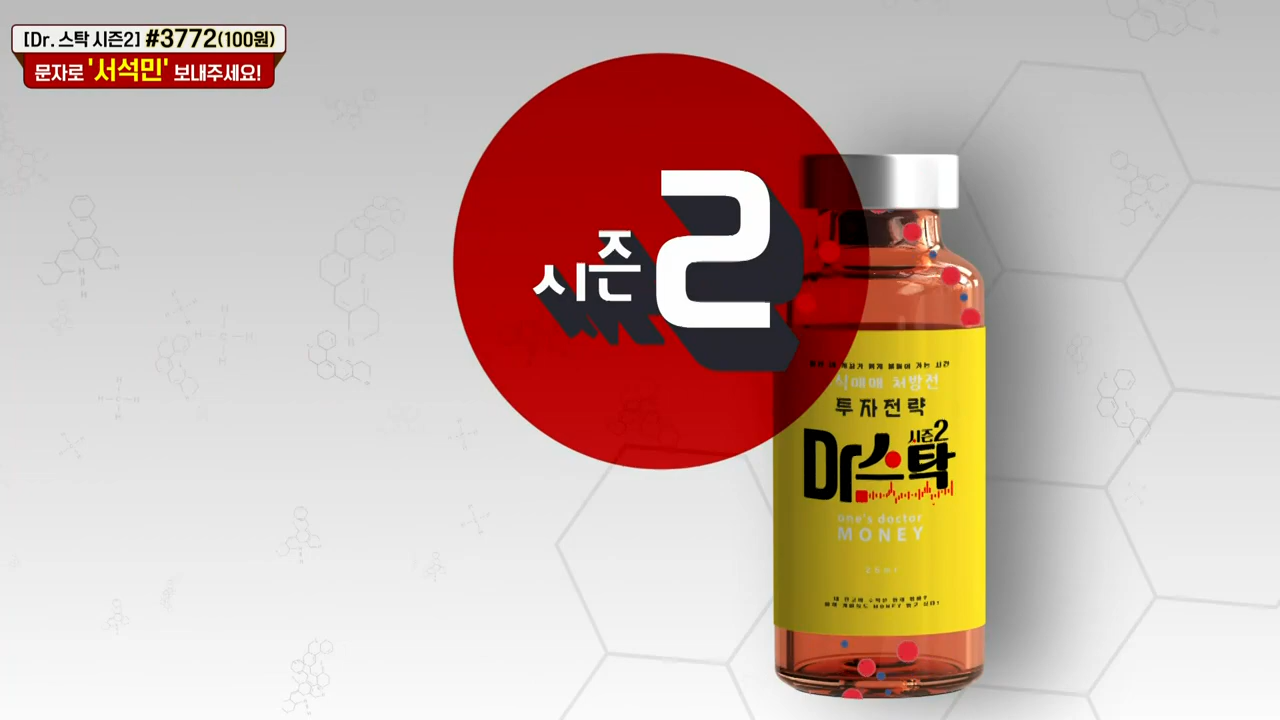 [Dr. 스탁 시즌2] #3772(100원)
문자로 '서석민' 보내주세요!
시즌2
처방전
투자전략
시즌2
Dr.스탁
one's doctor
MONEY